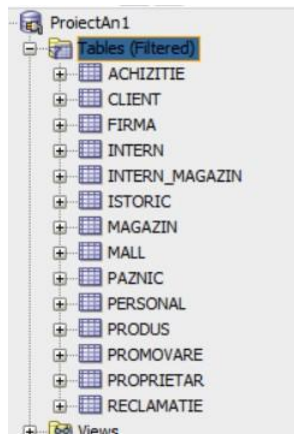 ProiectAn1
Tables (Filtered)
ACHIZITIE
CLIENT
FIRMA
INTERN
INTERN_MAGAZIN
ISTORIC
MAGAZIN
MALL
PAZNIC
PERSONAL
PRODUS
PROMOVARE
PROPRIETAR
RECLAMATIE
Views